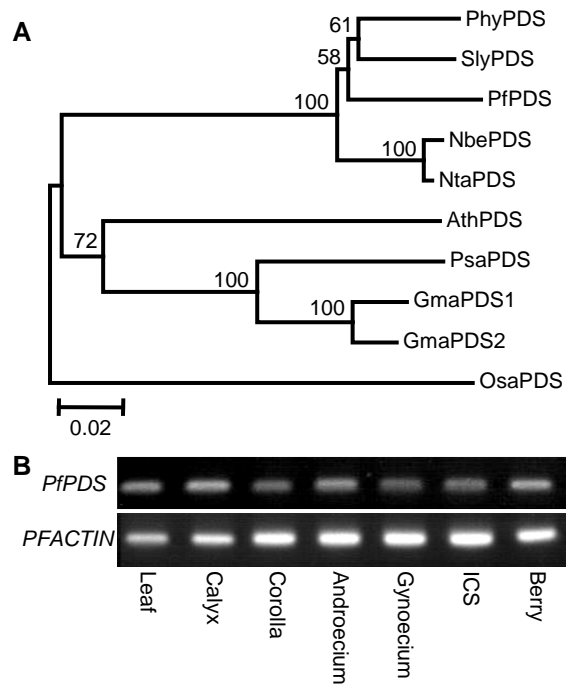 A
61
PhyPDS
58
SlyPDS
100
PfPDS
100
NbePDS
NtaPDS
72
AthPDS
100
PsaPDS
100
GmaPDS1
GmaPDS2
OsaPDS
0.02
B
PfPDS
PFACTIN
Leaf
Calyx
Corolla
Androecium
Gynoecium
ICS
Berry